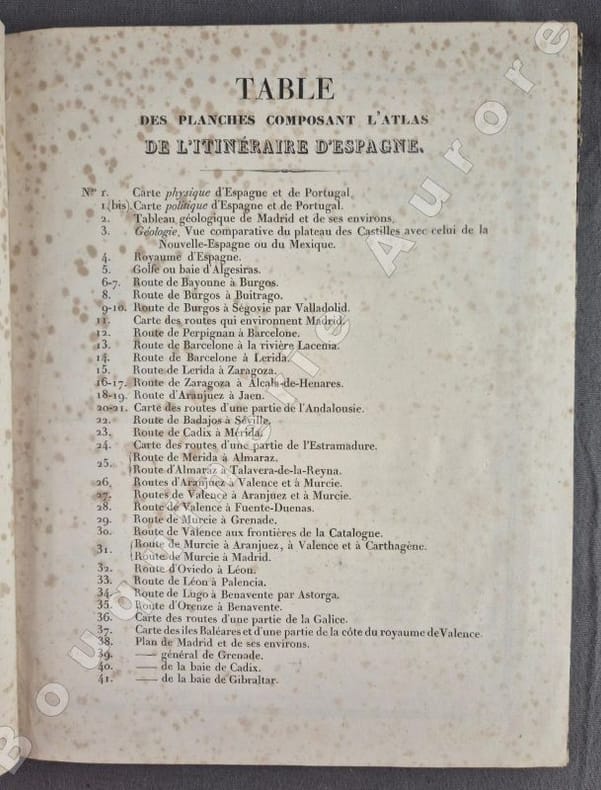 TABLE
DES PLANCHES COMPOSANT L'ATLAS
DE L'ITINÉRAIRE D'ESPAGNE.
Nos 1. Carte physique d'Espagne et de Portugal.
1.(bis). Carte politique d'Espagne et de Portugal.
2. Tableau géologique de Madrid et de ses environs.
3. Géologie, Vue comparative du plateau des Castilles avec celui de la
Nouvelle-Espagne ou du Mexique.
4. Royaume d'Espagne.
5. Golfe ou baie d'Algesiras.
6-7. Route de Bayonne à Burgos.
8. Route de Burgos à Buitrago.
9-10. Route de Burgos à Ségovie par Valladolid.
11. Carte des routes qui environnent Madrid.
12. Route de Perpignan à Barcelone.
13. Route de Barcelone à la rivière Lacenia.
14. Route de Barcelone à Lerida.
15. Route de Lerida à Zaragoza.
16-17. Route de Zaragoza à Alcala-de-Henares.
18-19. Route d'Aranjuez à Jaen.
20-21. Carte des routes d'une partie de l'Andalousie.
22. Route de Badajos à Séville.
23. Route de Cadix à Mérida.
24. Carte des routes d'une partie de l'Estramadure.
25. Route de Merida à Almaraz.
Route d'Almaraz à Talavera-de-la-Reyna.
26. Routes d'Aranjuez à Valence et à Murcie.
27. Routes de Valence à Aranjuez et à Murcie.
28. Route de Valence à Fuente-Duenas.
29. Route de Murcie à Grenade.
30. Route de Valence aux frontières de la Catalogne.
31. Route de Murcie à Aranjuez, à Valence et à Carthagène.
Route de Murcie à Madrid.
32. Route d'Oviedo à Léon.
33. Route de Léon à Palencia.
34. Route de Lugo à Benavente par Astorga.
35. Route d'Orenze à Benavente.
36. Carte des routes d'une partie de la Galice.
37. Carte des iles Baléares et d'une partie de la côte du royaume de Valence.
38. Plan de Madrid et de ses environs.
39. — général de Grenade.
40. — de la baie de Cadix.
41. — de la baie de Gibraltar.
Bouquinerie Aurore